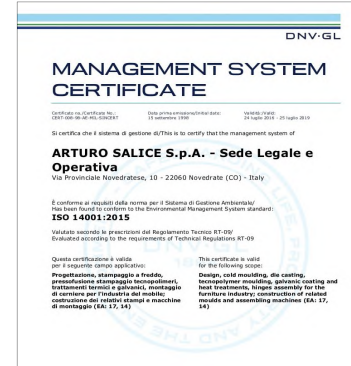 DNV·GL
MANAGEMENT SYSTEM
CERTIFICATE
Certificato no./Certificate No.: Data prima emissione/Initial date: Validità:/Valid:
15 settembre 1998 24 luglio 2016 - 25 luglio 2019
Si certifica che il sistema di gestione di/This is to certify that the management system of
ARTURO SALICE S.p.A. - Sede Legale e
Operativa
Via Provinciale Novedratese, 10 - 22060 Novedrate (CO) - Italy
È conforme ai requisiti della norma per il Sistema di Gestione Ambientale/
Has been found to conform to the Environmental Management System standard:
ISO 14001:2015
Valutato secondo le prescrizioni del Regolamento Tecnico RT-09/
Evaluated according to the requirements of Technical Regulations RT-09
Questa certificazione è valida This certificate is valid
per il seguente campo applicativo: for the following scope:
Progettazione, stampaggio a freddo, Design, cold moulding, die casting,
pressofusione stampaggio tecnopolimeri, tecnopolymer moulding, galvanic coating and
trattamenti termici e galvanici, montaggio heat treatments, hinges assembly for the
di cerniere per l'industria del mobile; furniture industry; construction of related
costruzione dei relativi stampi e macchine moulds and assembling machines (EA: 17,
di montaggio (EA: 17, 14) 14)